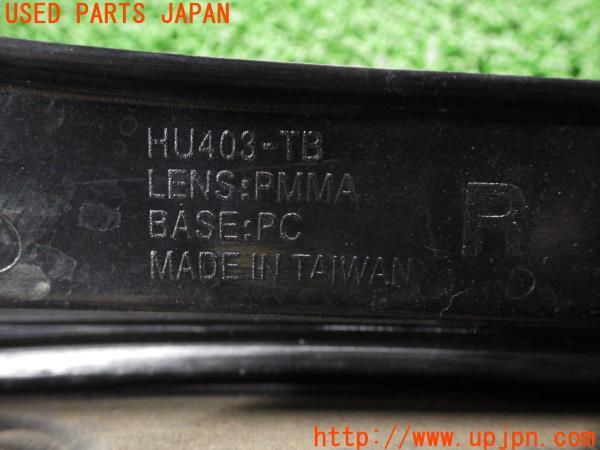 USED PARTS JAPAN
HU403-TB
LENS:PMMA
BASE:PC
MADE IN TAIWAN
R
http://www.upjpn.com/